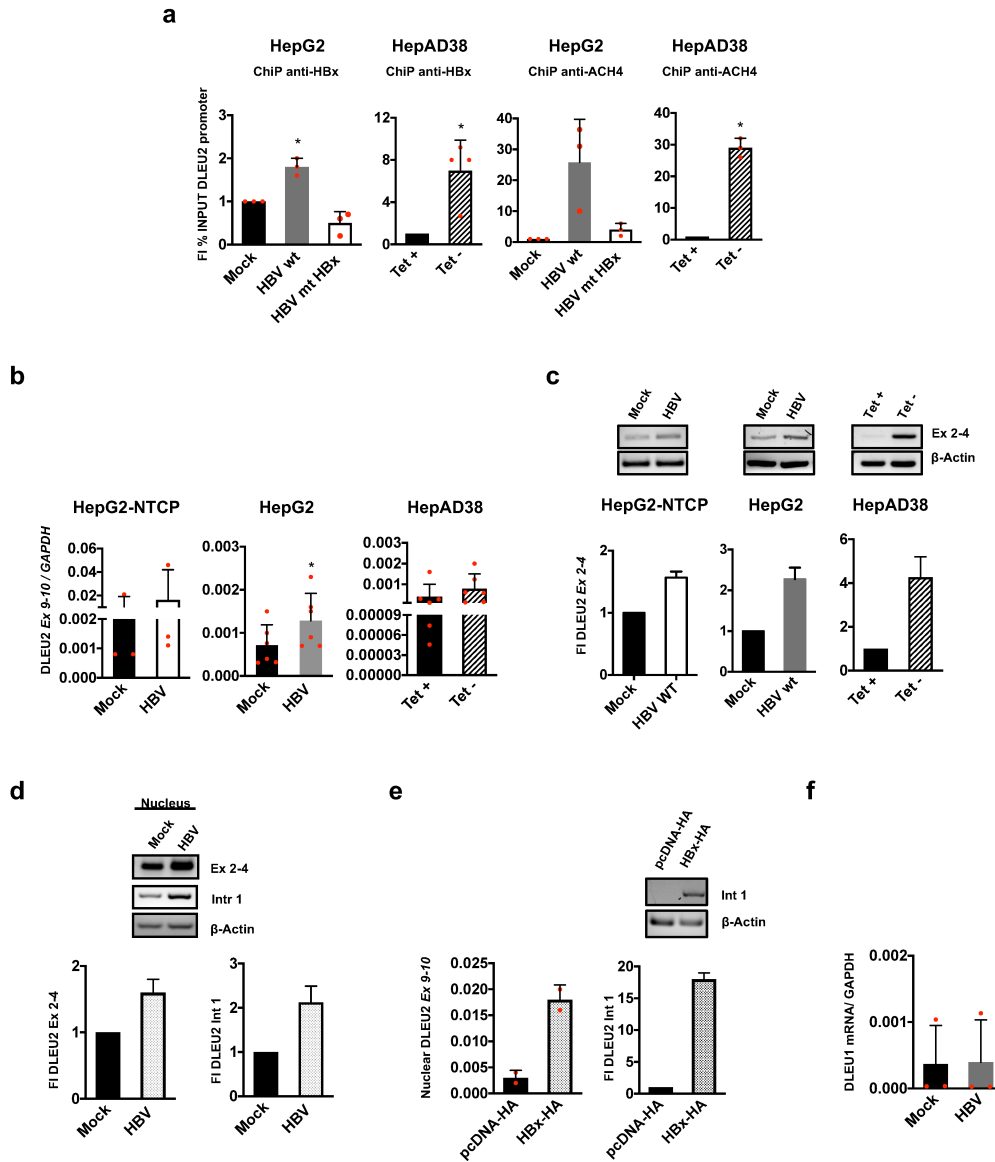 a
HepG2 HepAD38 HepG2 HepAD38
ChiP anti-HBx ChiP anti-HBx ChiP anti-ACH4 ChiP anti-ACH4
FI % INPUT DLEU2 promoter
3 2 1 0
12 8 4 0
40 30 20 10 0
40 30 20 10 0
* * *
Mock HBV wt HBV mt HBx
Tet + Tet -
Mock HBV wt HBV mt HBx
Tet + Tet -
b
HepG2-NTCP HepG2 HepAD38
DLEU2 Ex 9-10 / GAPDH
0.06 0.04 0.02 0.002 0.001 0.000
0.003 0.002 0.001 0.000
0.003 0.002 0.001 0.00009 0.00006 0.00003 0.00000
*
Mock HBV
Mock HBV
Tet + Tet -
c
Mock HBV Mock HBV Tet + Tet -
Ex 2-4
β-Actin
HepG2-NTCP HepG2 HepAD38
FI DLEU2 Ex 2-4
2 1 0
3 2 1 0
6 4 2 0
Mock HBV WT
Mock HBV wt
Tet + Tet -
d
Nucleus
Mock HBV
Ex 2-4
Intr 1
β-Actin
FI DLEU2 Ex 2-4
2 1 0
Mock HBV
FI DLEU2 Int 1
3 2 1 0
Mock HBV
e
pcDNA-HA HBx-HA
Int 1
β-Actin
Nuclear DLEU2 Ex 9-10
0.025 0.020 0.015 0.010 0.005 0.000
pcDNA-HA HBx-HA
FI DLEU2 Int 1
20 15 10 5 0
pcDNA-HA HBx-HA
f
DLEU1 mRNA/ GAPDH
0.002 0.001 0.000
Mock HBV